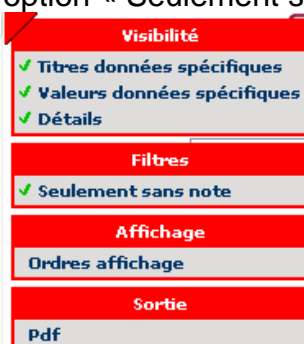 option « Seulement s
Visibilité
Titres données spécifiques
Valeurs données spécifiques
Détails
Filtres
Seulement sans note
Affichage
Ordres affichage
Sortie
Pdf